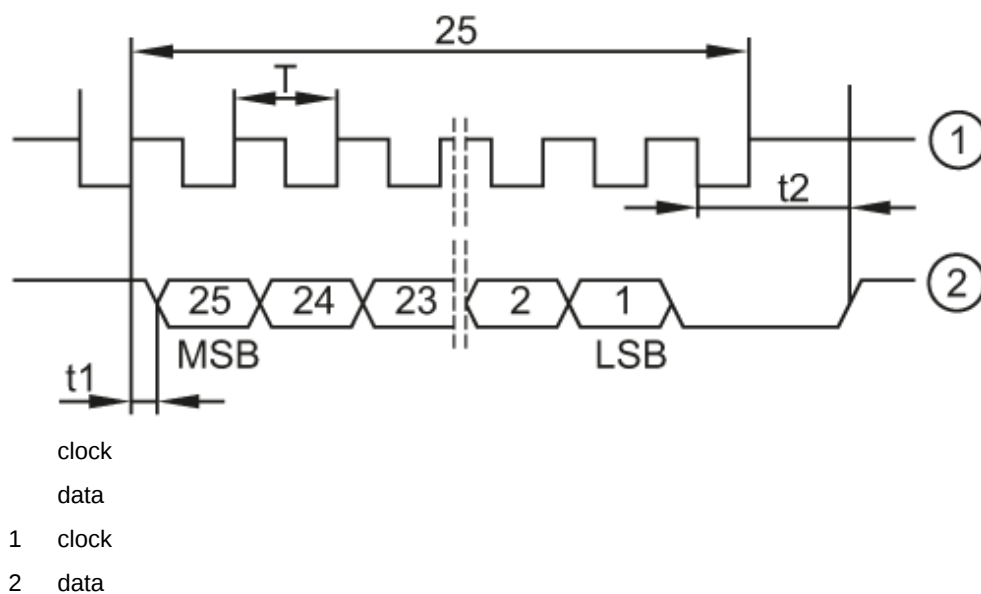 25
T
1
t2
25 24 23 2 1 2
MSB LSB
t1
clock
data
1 clock
2 data